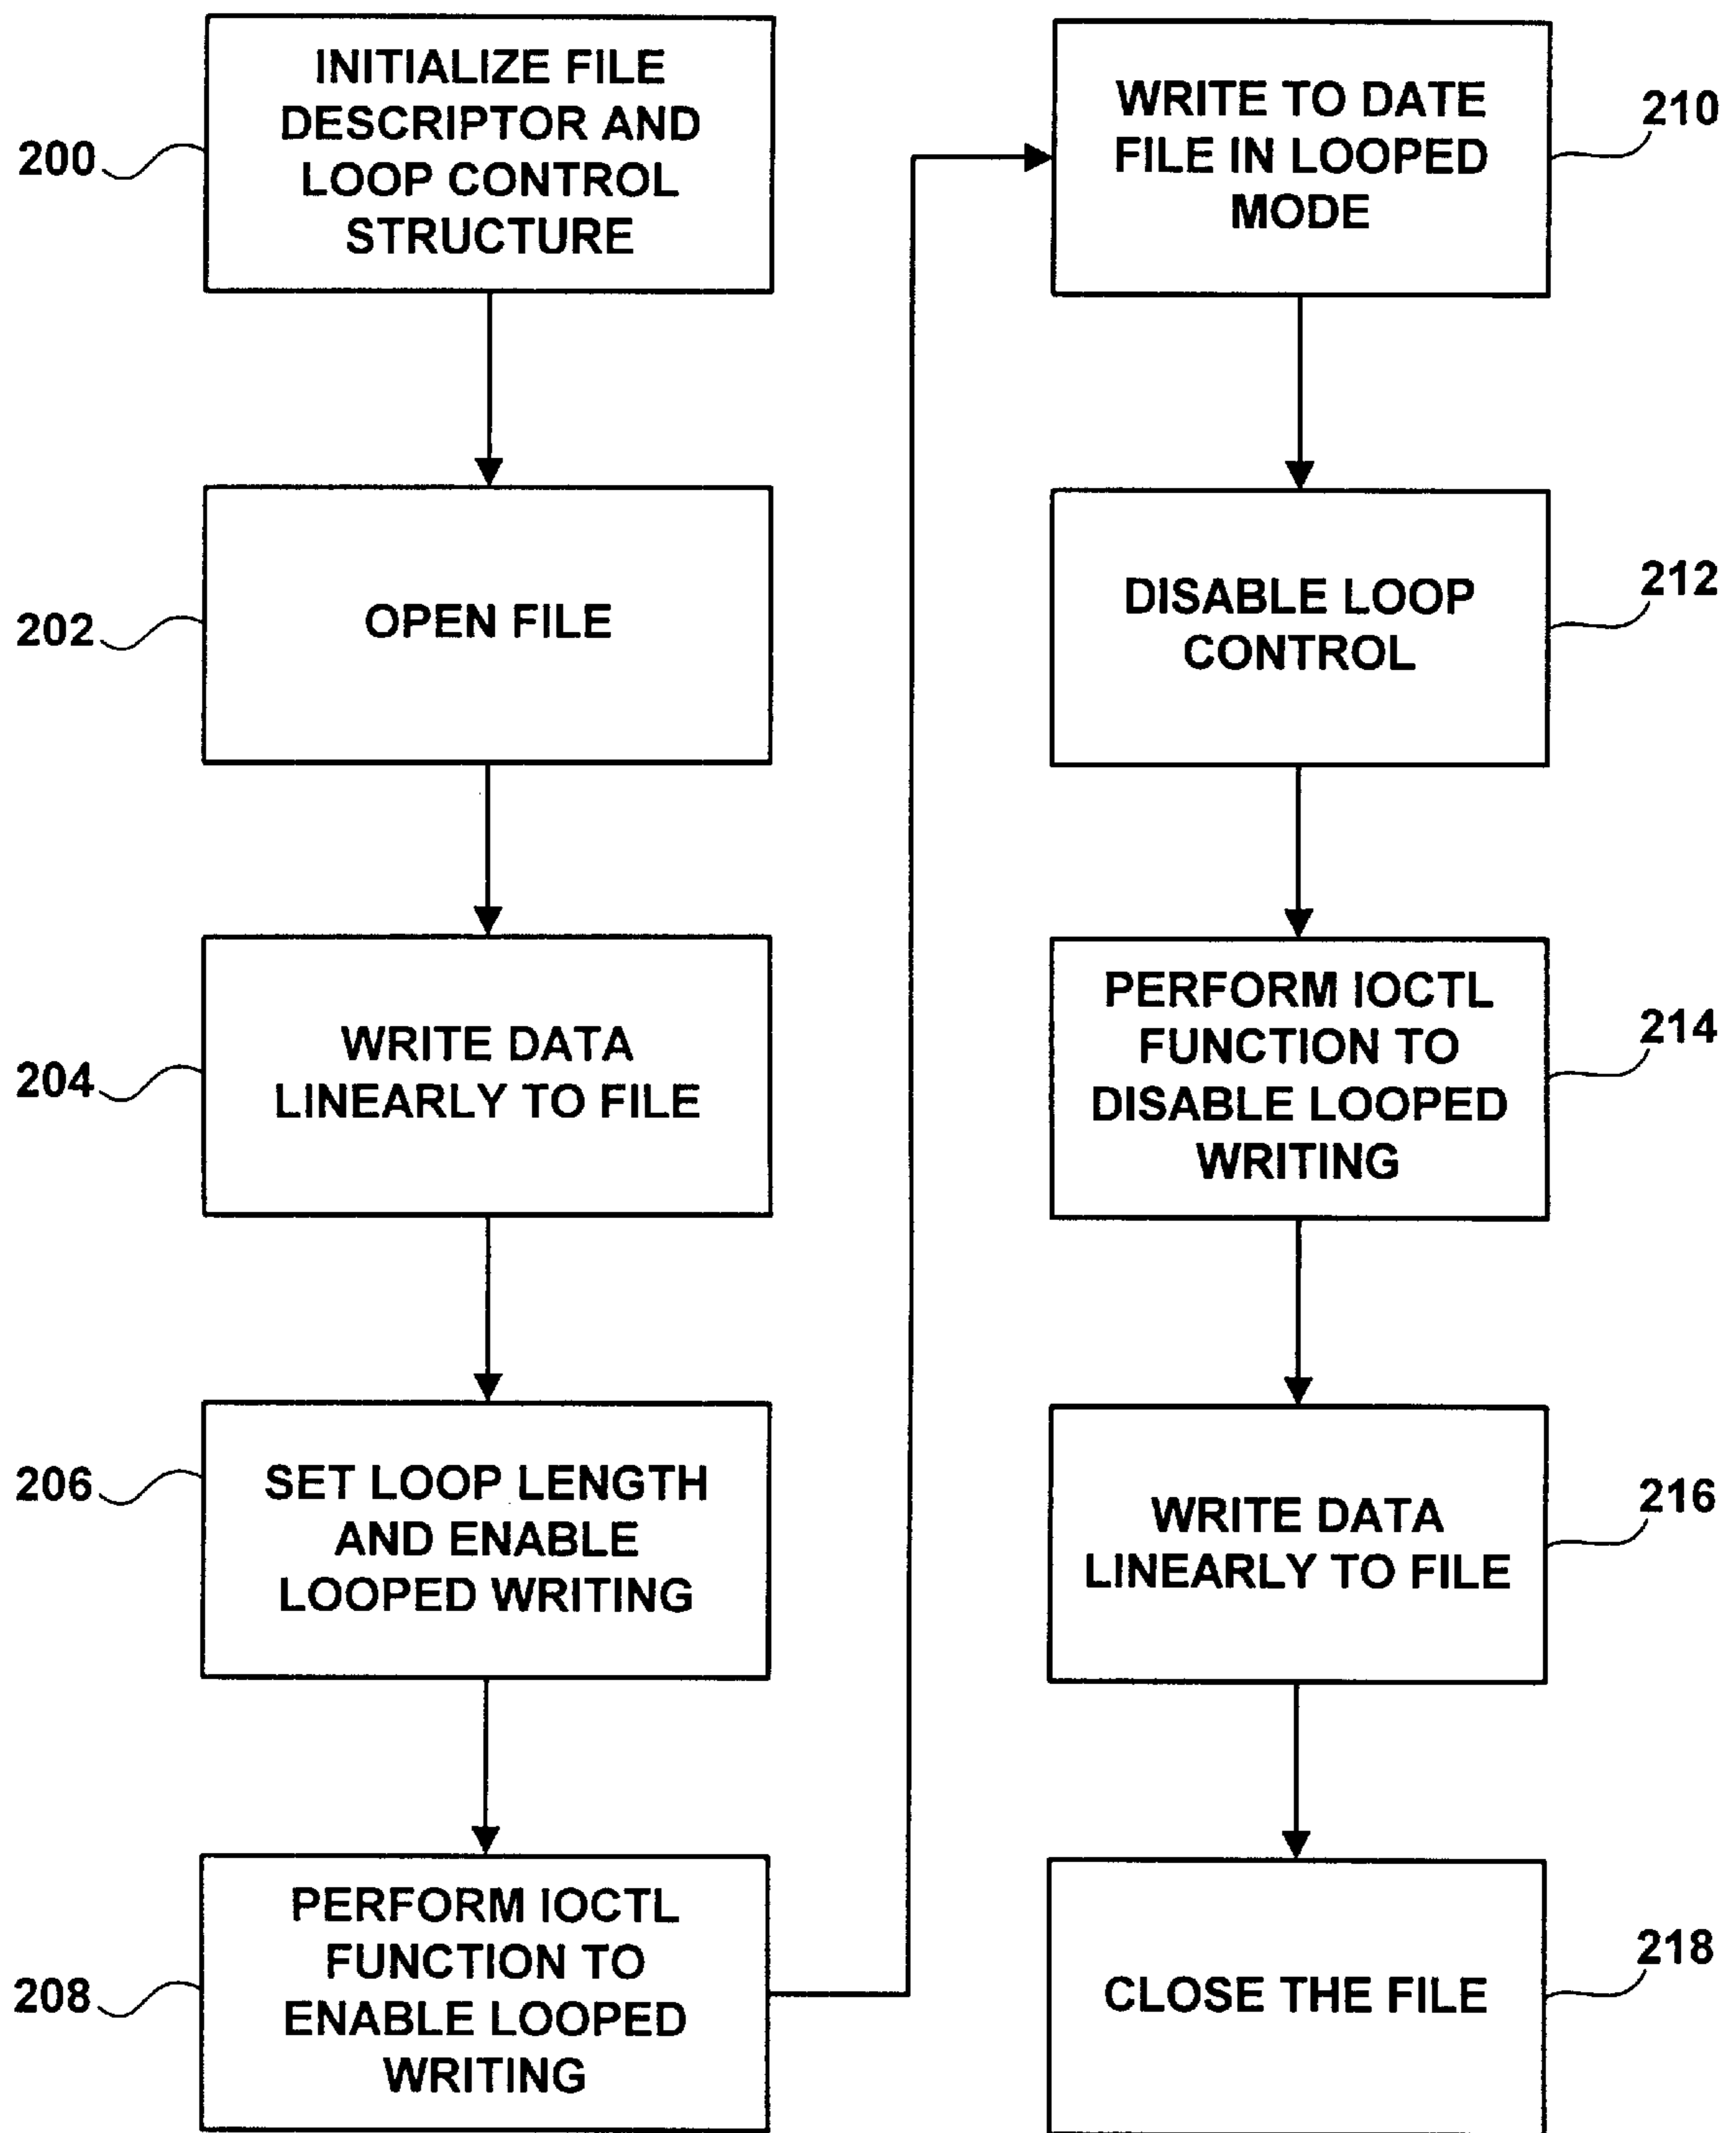 200
INITIALIZE FILE
DESCRIPTOR AND
LOOP CONTROL
STRUCTURE
202
OPEN FILE
204
WRITE DATA
LINEARLY TO FILE
206
SET LOOP LENGTH
AND ENABLE
LOOPED WRITING
208
PERFORM IOCTL
FUNCTION TO
ENABLE LOOPED
WRITING
WRITE TO DATE
FILE IN LOOPED
MODE
210
DISABLE LOOP
CONTROL
212
PERFORM IOCTL
FUNCTION TO
DISABLE LOOPED
WRITING
214
WRITE DATA
LINEARLY TO FILE
216
CLOSE THE FILE
218